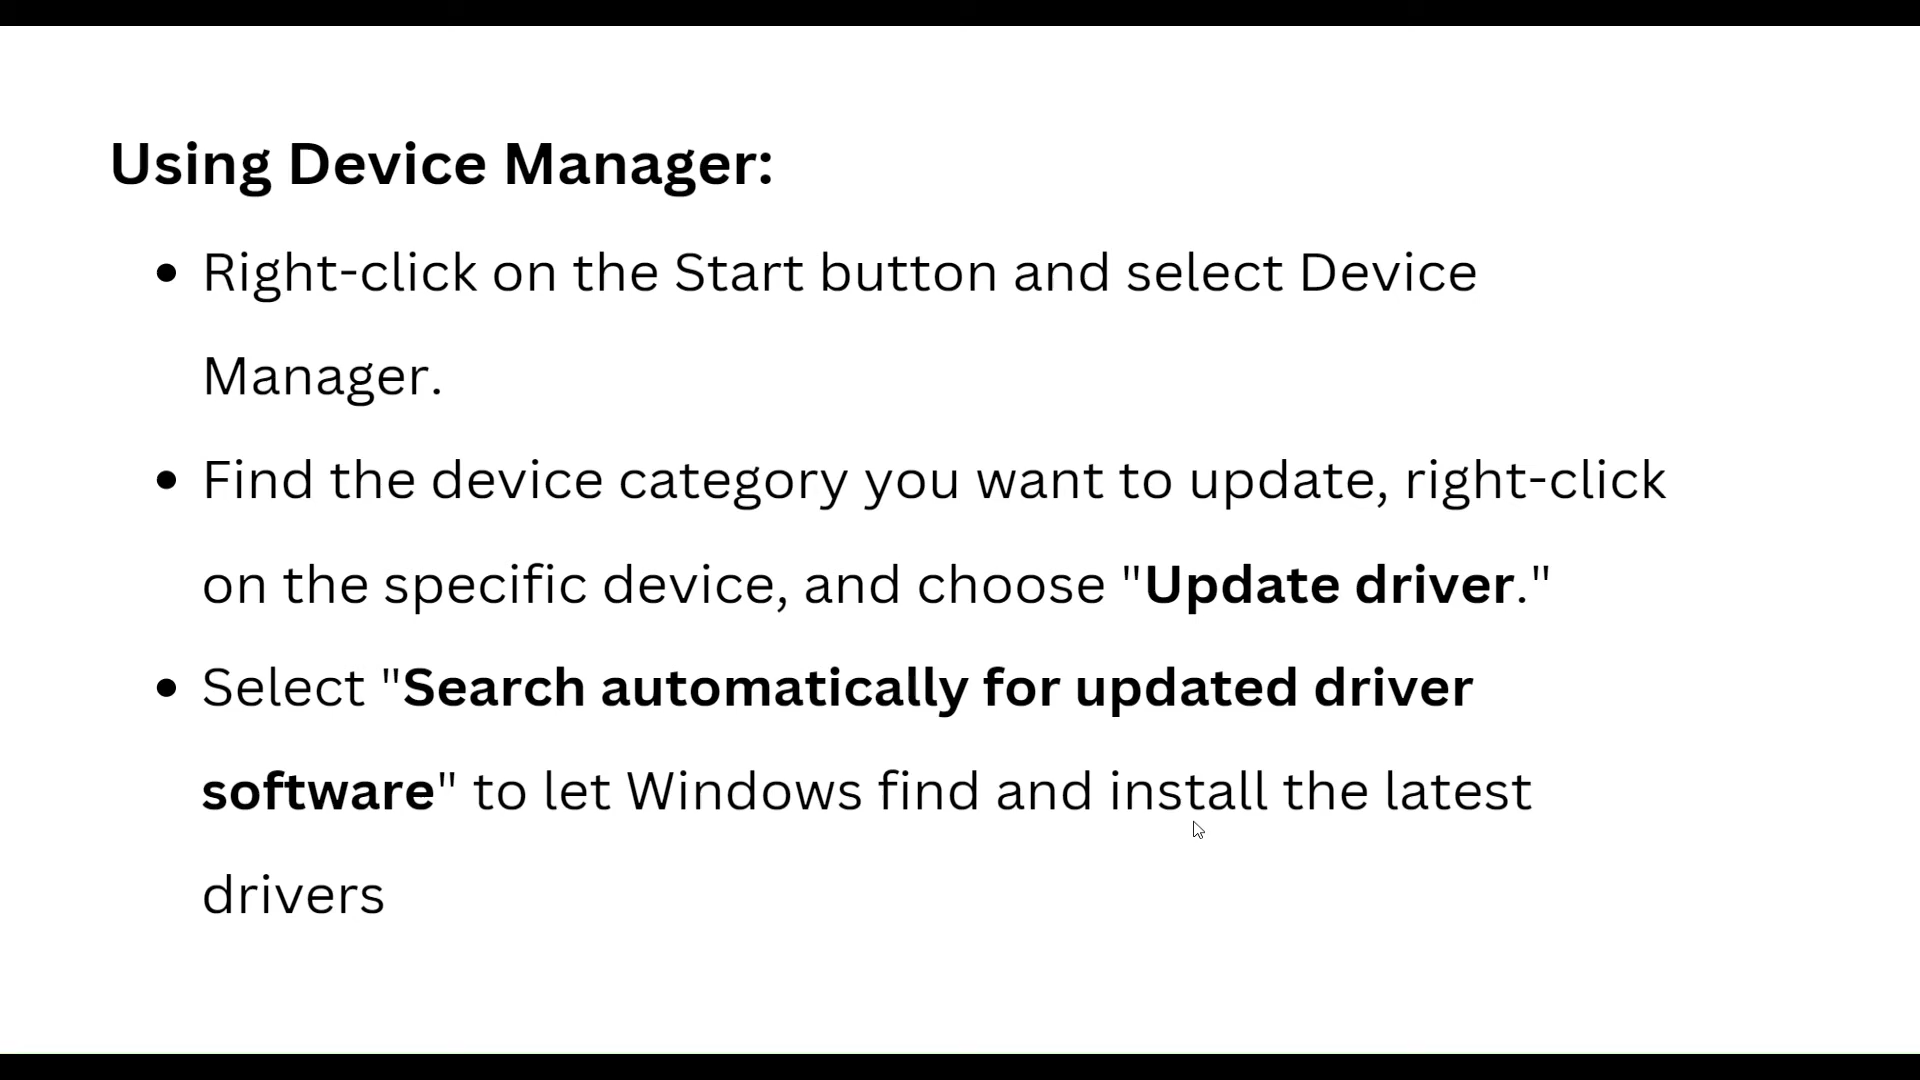 Using Device Manager:
• Right-click on the Start button and select Device
Manager.
• Find the device category you want to update, right-click
on the specific device, and choose "Update driver."
• Select "Search automatically for updated driver
software" to let Windows find and install the latest
drivers